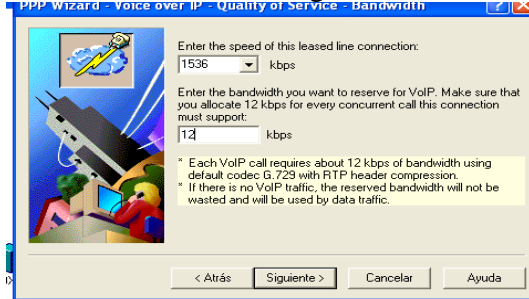 PPP Wizard - Voice over IP - Quality of Service - Bandwidth
Enter the speed of this leased line connection:
1536 kbps
Enter the bandwidth you want to reserve for VoIP. Make sure that
you allocate 12 kbps for every concurrent call this connection
must support:
12 kbps
* Each VoIP call requires about 12 kbps of bandwidth using
default codec G.729 with RTP header compression.
* If there is no VoIP traffic, the reserved bandwidth will not be
wasted and will be used by data traffic.
< Atrás Siguiente > Cancelar Ayuda